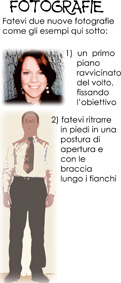 FOTOGRAFIE
Fatevi due nuove fotografie
come gli esempi qui sotto:
1) un primo
piano
ravvicinato
del volto,
fissando
l'obiettivo
2) fatevi ritrarre
in piedi in una
postura di
apertura e
con le
braccia
lungo i fianchi